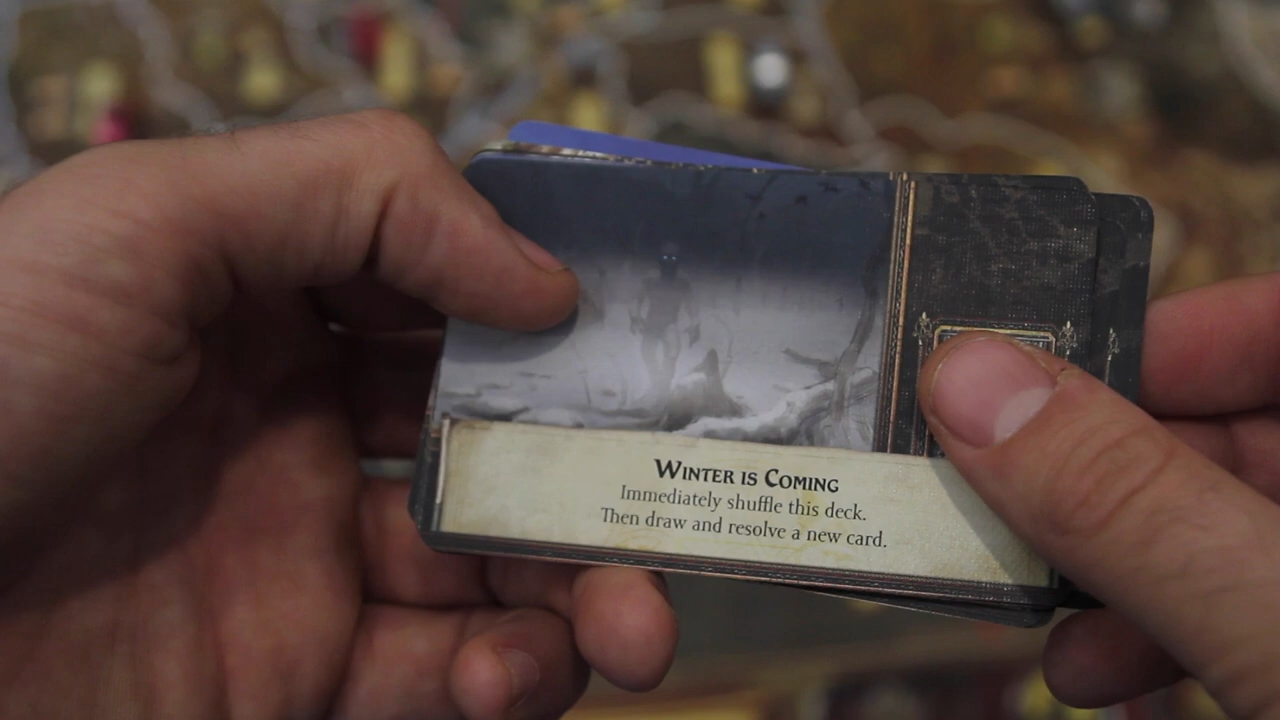 Winter is Coming
Immediately shuffle this deck.
Then draw and resolve a new card.